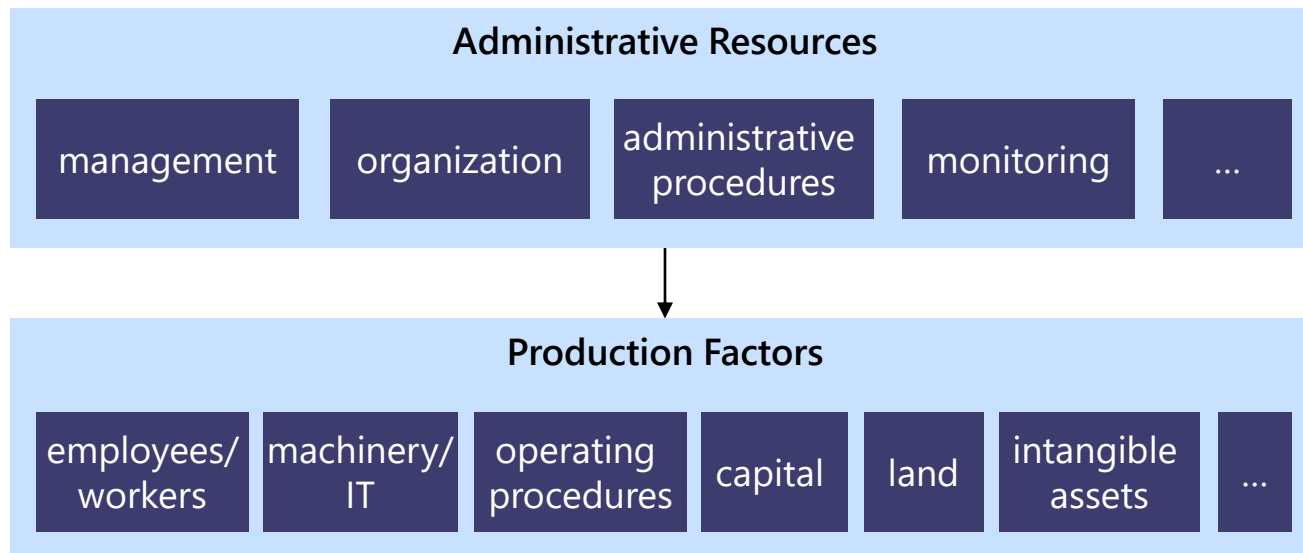 Administrative Resources
management
organization
administrative
procedures
monitoring
...
Production Factors
employees/
workers
machinery/
IT
operating
procedures
capital
land
intangible
assets
...